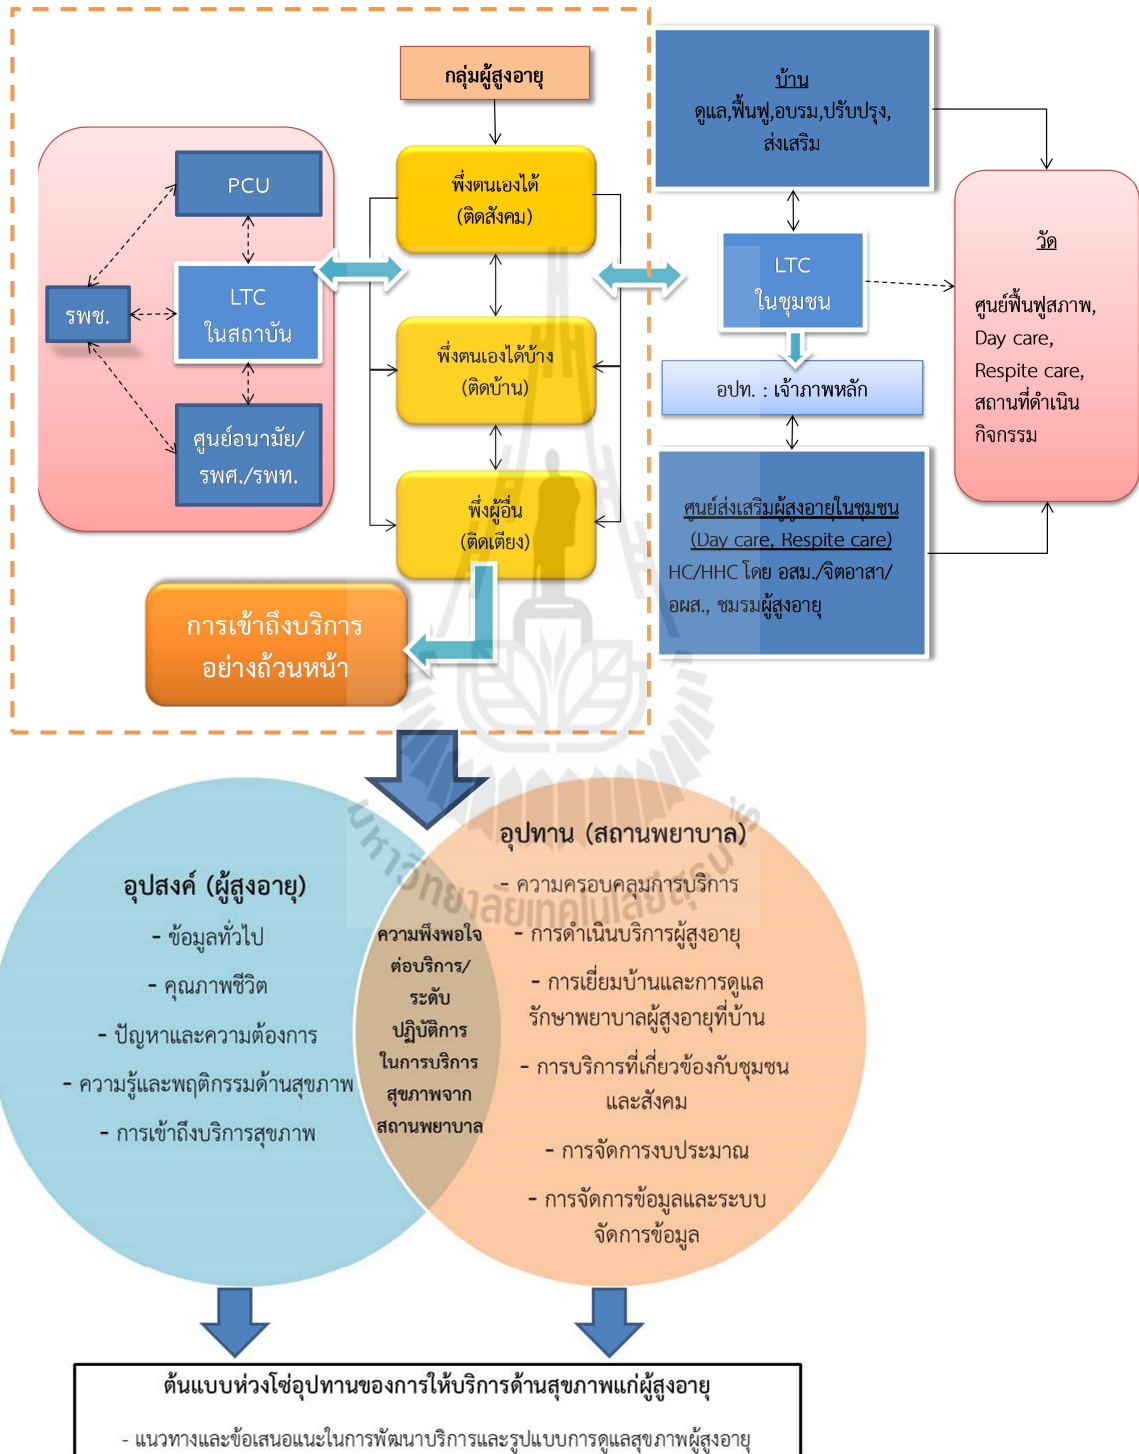 กลุ่มผู้สูงอายุ
พึ่งตนเองได้
(ติดสังคม)
พึ่งตนเองได้บ้าง
(ติดบ้าน)
พึ่งผู้อื่น
(ติดเตียง)
PCU
รพช.
LTC
ในสถาบัน
ศูนย์อนามัย/
รพศ./รพท.
การเข้าถึงบริการ
อย่างถ้วนหน้า
บ้าน
ดูแล,ฟื้นฟู,อบรม,ปรับปรุง,
ส่งเสริม
LTC
ในชุมชน
อปท. : เจ้าภาพหลัก
ศูนย์ส่งเสริมผู้สูงอายุในชุมชน
(Day care, Respite care)
HC/HHC โดย อสม./จิตอาสา/
อผส., ชมรมผู้สูงอายุ
วัด
ศูนย์ฟื้นฟูสภาพ,
Day care,
Respite care,
สถานที่ดำเนิน
กิจกรรม
มหาวิทยาลัยเทคโนโลยีสุรนารี
อุปสงค์ (ผู้สูงอายุ)
- ข้อมูลทั่วไป
- คุณภาพชีวิต
- ปัญหาและความต้องการ
- ความรู้และพฤติกรรมด้านสุขภาพ
- การเข้าถึงบริการสุขภาพ
ความพึงพอใจ
ต่อบริการ/
ระดับ
ปฏิบัติการ
ในการบริการ
สุขภาพจาก
สถานพยาบาล
อุปทาน (สถานพยาบาล)
- ความครอบคลุมการบริการ
- การดำเนินบริการผู้สูงอายุ
- การเยี่ยมบ้านและการดูแล
รักษาพยาบาลผู้สูงอายุที่บ้าน
- การบริการที่เกี่ยวข้องกับชุมชน
และสังคม
- การจัดการงบประมาณ
- การจัดการข้อมูลและระบบ
จัดการข้อมูล
ต้นแบบห่วงโซ่อุปทานของการให้บริการด้านสุขภาพแก่ผู้สูงอายุ
- แนวทางและข้อเสนอแนะในการพัฒนาบริการและรูปแบบการดูแลสุขภาพผู้สูงอายุ